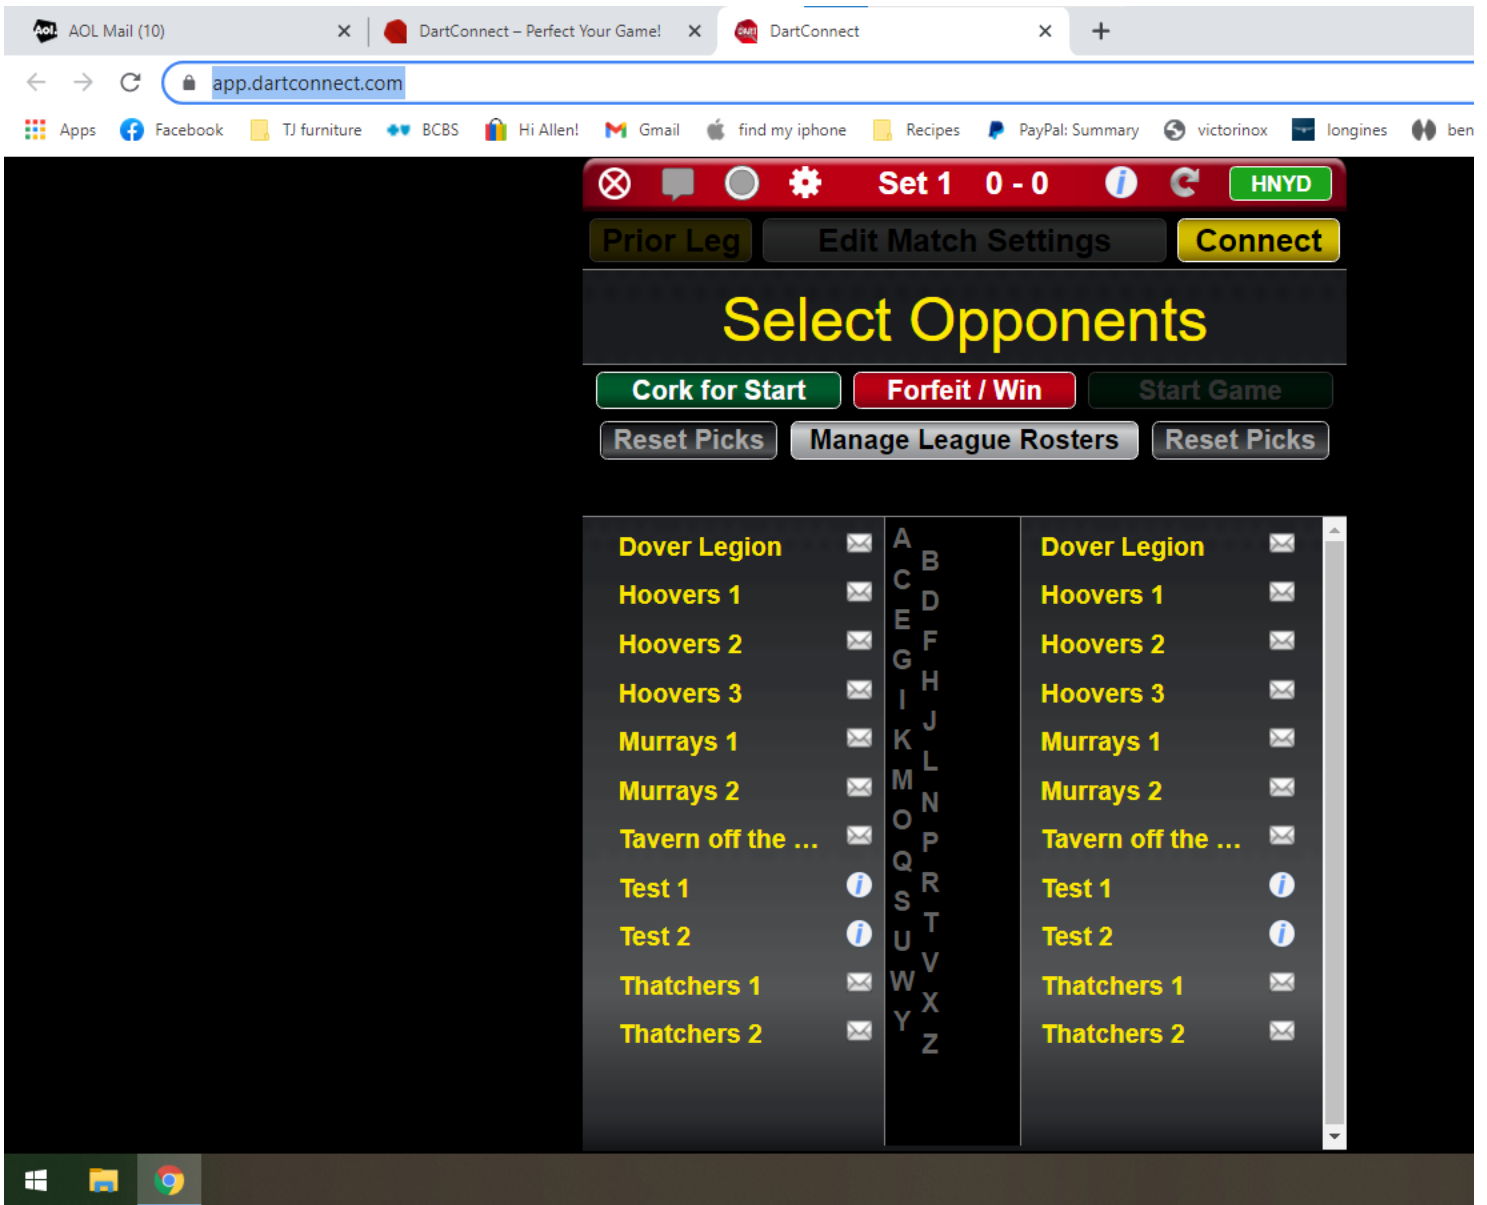 Aol. AOL Mail (10) DartConnect – Perfect Your Game! DART DartConnect
app.dartconnect.com
Apps Facebook TJ furniture BCBS Hi Allen! Gmail find my iphone Recipes PayPal: Summary victorinox longines ben
Set 1 0 - 0 i HNYD
Prior Leg Edit Match Settings Connect
Select Opponents
Cork for Start Forfeit / Win Start Game
Reset Picks Manage League Rosters Reset Picks
Dover Legion
Hoovers 1
Hoovers 2
Hoovers 3
Murrays 1
Murrays 2
Tavern off the ...
Test 1 i
Test 2 i
Thatchers 1
Thatchers 2
A
B
C
D
E
F
G
H
I
J
K
L
M
N
O
P
Q
R
S
T
U
V
W
X
Y
Z
Dover Legion
Hoovers 1
Hoovers 2
Hoovers 3
Murrays 1
Murrays 2
Tavern off the ...
Test 1 i
Test 2 i
Thatchers 1
Thatchers 2